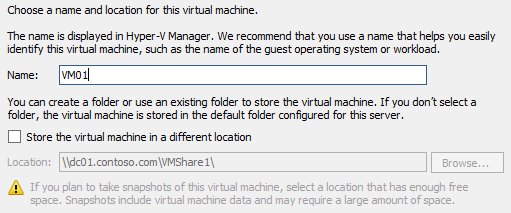 Choose a name and location for this virtual machine.
The name is displayed in Hyper-V Manager. We recommend that you use a name that helps you easily
identify this virtual machine, such as the name of the guest operating system or workload.
Name: VM01
You can create a folder or use an existing folder to store the virtual machine. If you don't select a
folder, the virtual machine is stored in the default folder configured for this server.
Store the virtual machine in a different location
Location: \\dc01.contoso.com\VMShare1\ Browse...
If you plan to take snapshots of this virtual machine, select a location that has enough free
space. Snapshots include virtual machine data and may require a large amount of space.